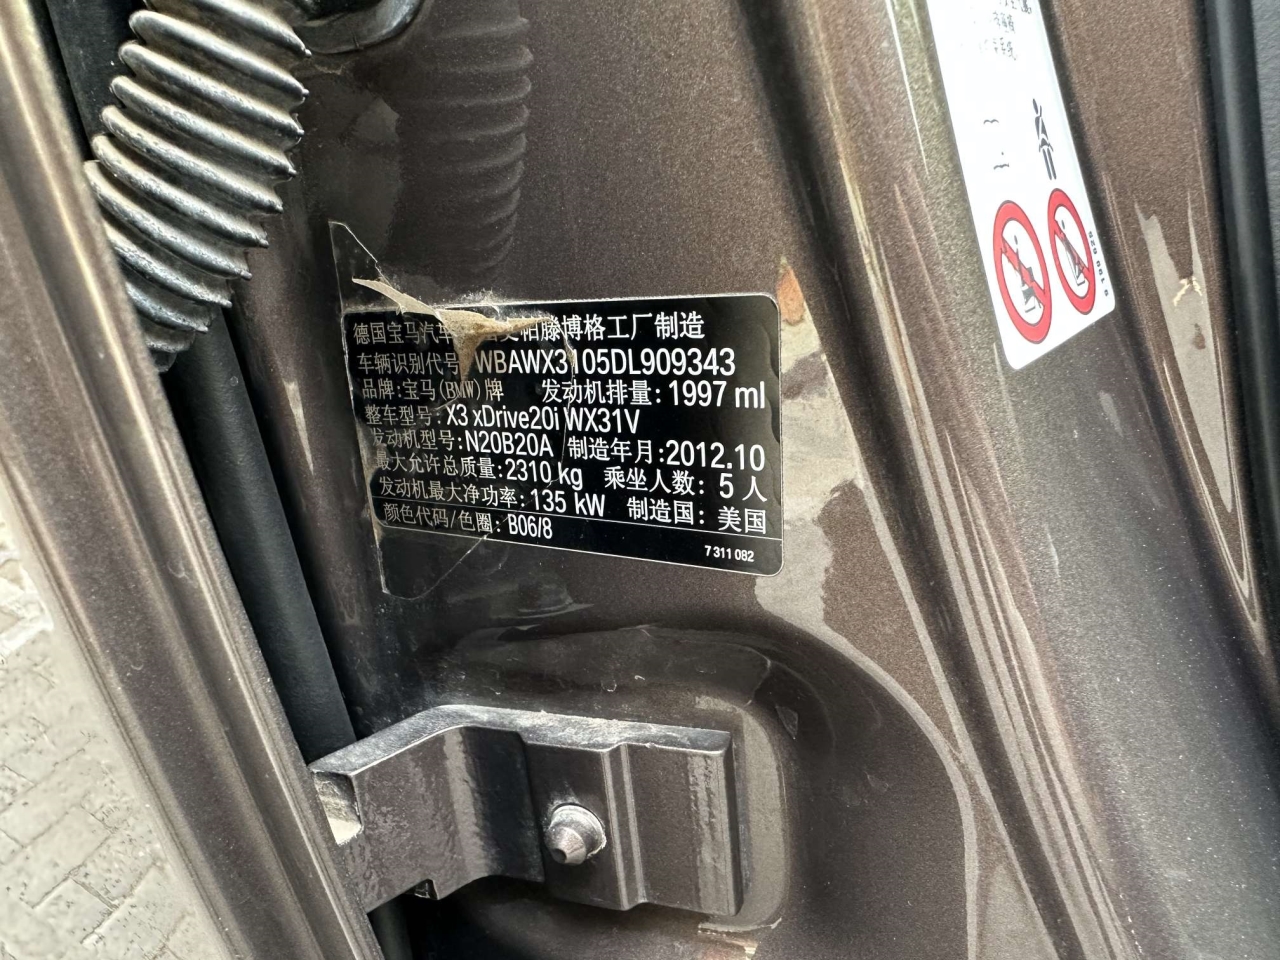 德国宝马汽车 帕滕博格工厂制造
车辆识别代号 WBAWX3105DL909343
品牌:宝马(BMW)牌 发动机排量:1997 ml
整车型号:X3 xDrive20i WX31V
发动机型号:N20B20A 制造年月:2012.10
最大允许总质量:2310 kg 乘坐人数:5人
发动机最大净功率:135 kW 制造国:美国
颜色代码/色圈:B06/8
7 311 082